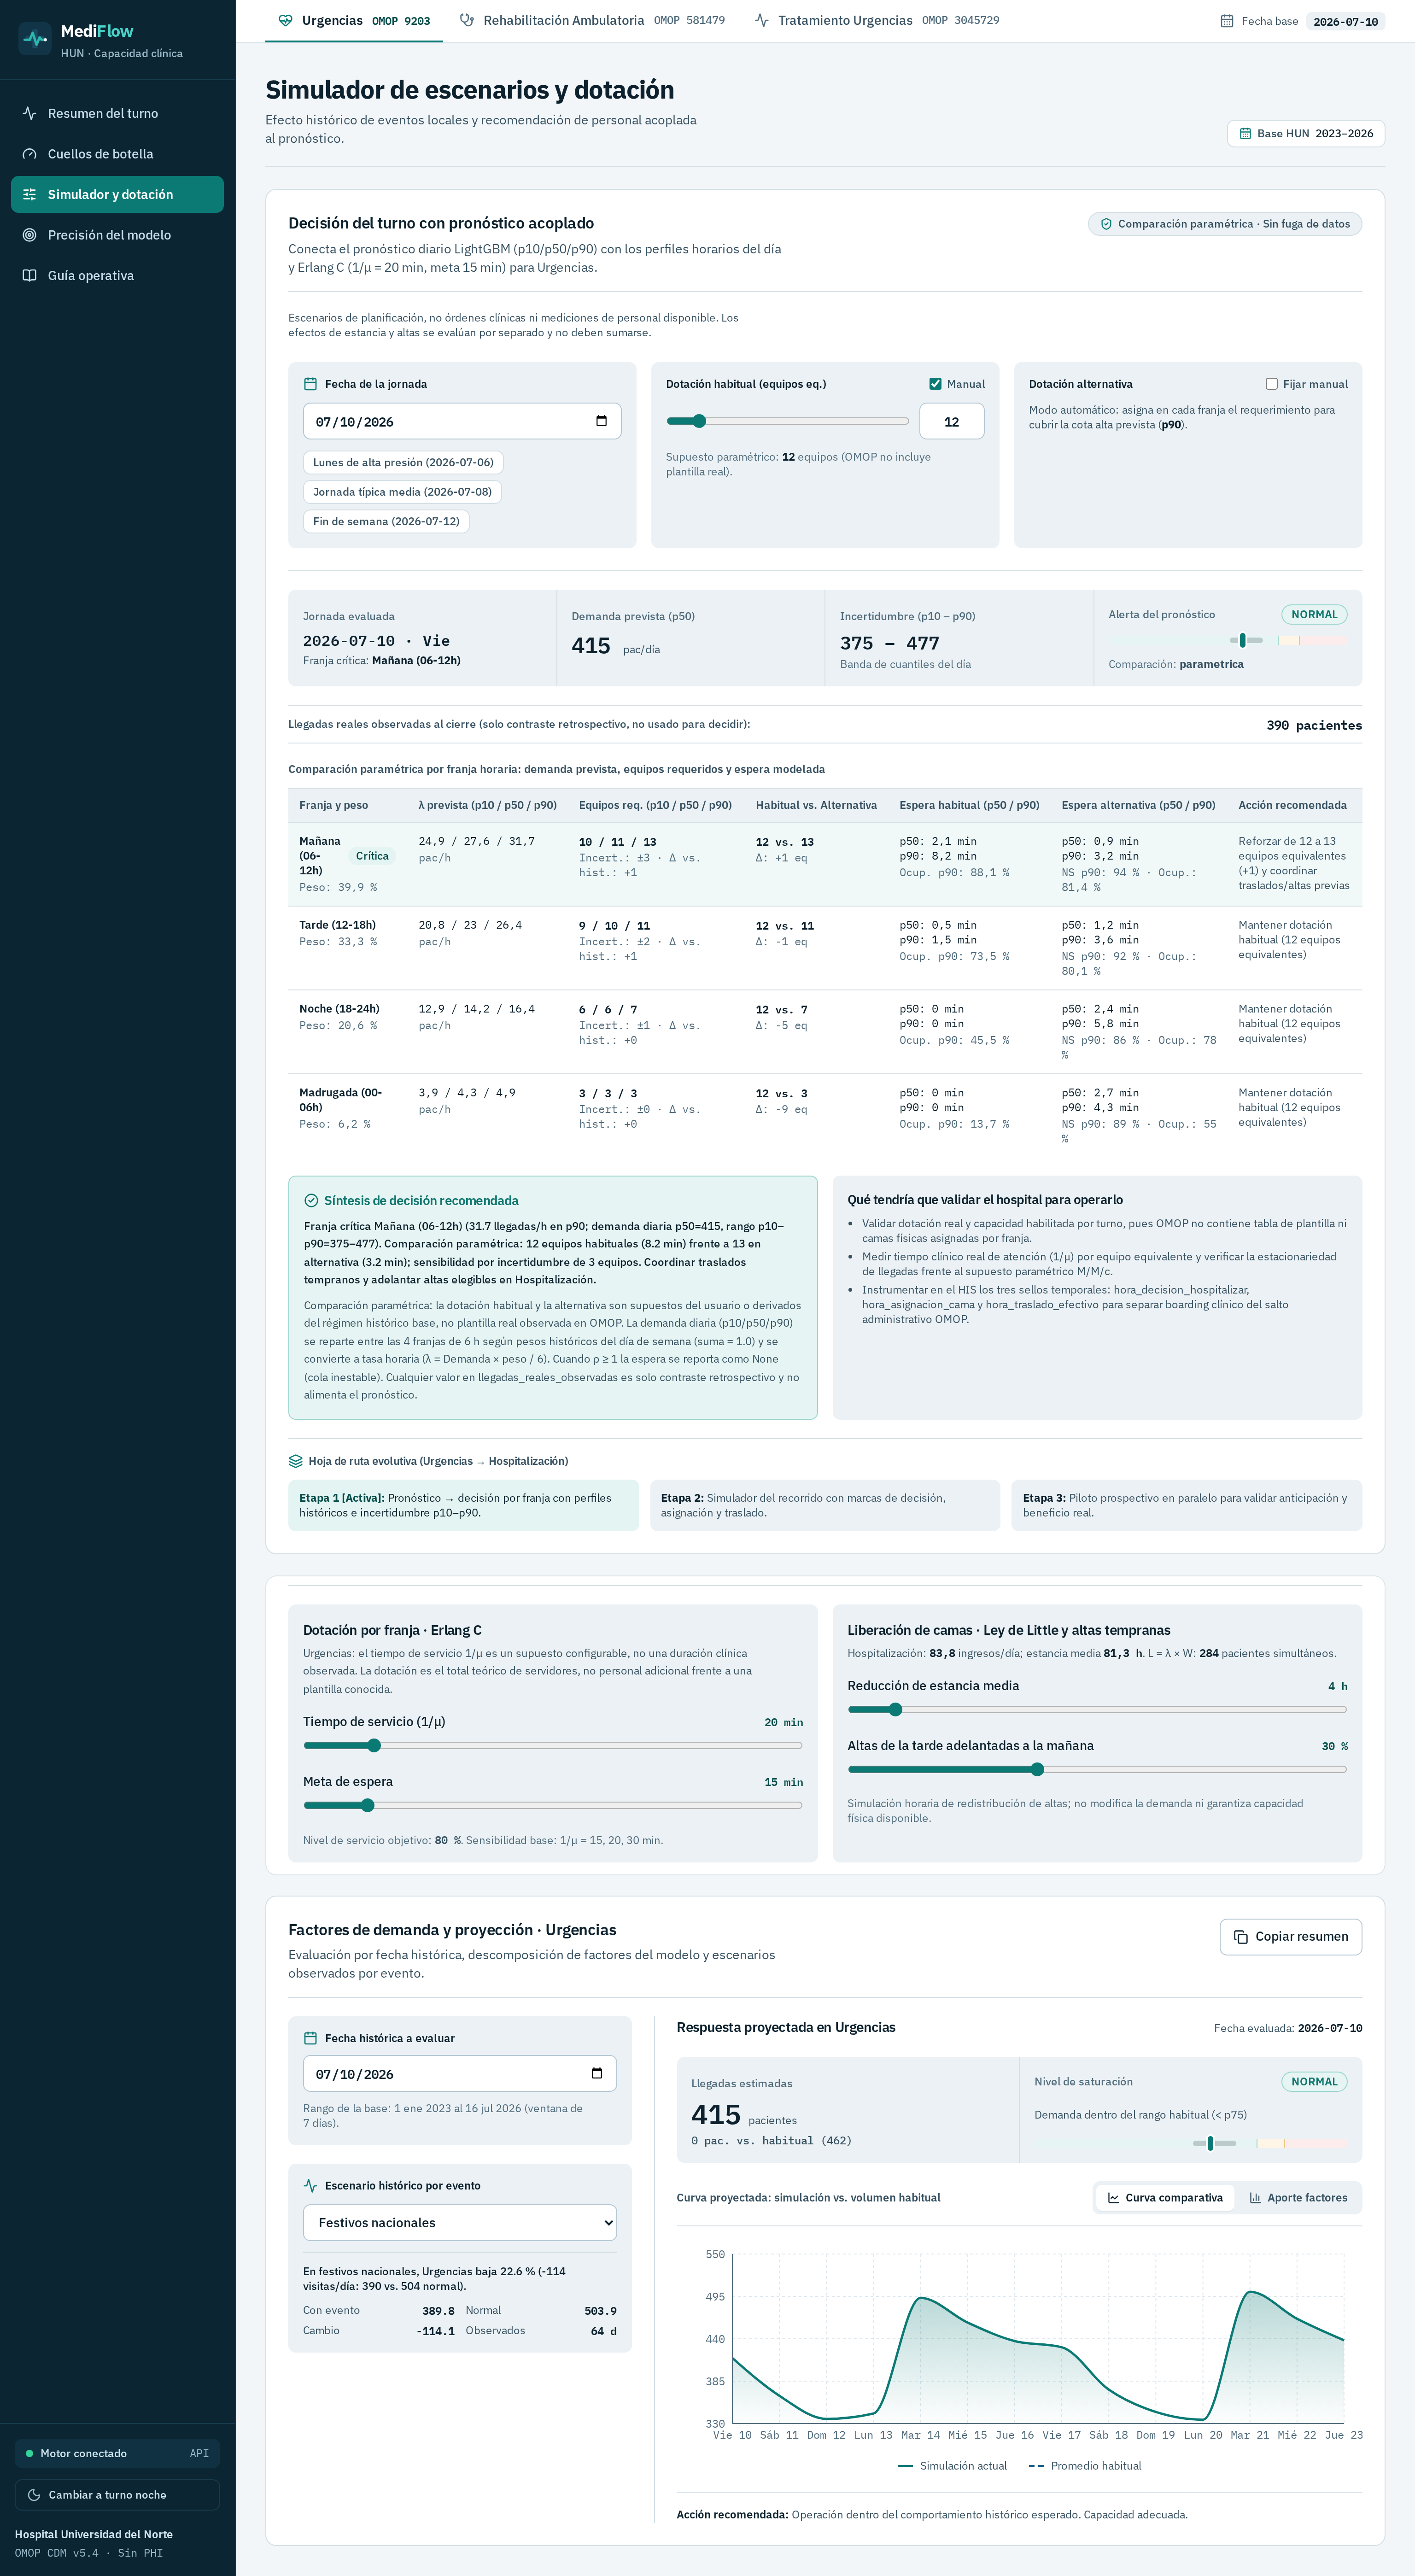 MediFlow
HUN · Capacidad clínica
Resumen del turno
Cuellos de botella
Simulador y dotación
Precisión del modelo
Guía operativa
Motor conectado API
Cambiar a turno noche
Hospital Universidad del Norte
OMOP CDM v5.4 · Sin PHI
Urgencias OMOP 9203
Rehabilitación Ambulatoria OMOP 581479
Tratamiento Urgencias OMOP 3045729
Fecha base 2026-07-10
Simulador de escenarios y dotación
Efecto histórico de eventos locales y recomendación de personal acoplada
al pronóstico.
Base HUN 2023–2026
Decisión del turno con pronóstico acoplado
Comparación paramétrica · Sin fuga de datos
Conecta el pronóstico diario LightGBM (p10/p50/p90) con los perfiles horarios del día
y Erlang C (1/μ = 20 min, meta 15 min) para Urgencias.
Escenarios de planificación, no órdenes clínicas ni mediciones de personal disponible. Los
efectos de estancia y altas se evalúan por separado y no deben sumarse.
Fecha de la jornada
07/10/2026
Lunes de alta presión (2026-07-06)
Jornada típica media (2026-07-08)
Fin de semana (2026-07-12)
Dotación habitual (equipos eq.) Manual
12
Supuesto paramétrico: 12 equipos (OMOP no incluye
plantilla real).
Dotación alternativa Fijar manual
Modo automático: asigna en cada franja el requerimiento para
cubrir la cota alta prevista (p90).
Jornada evaluada
2026-07-10 · Vie
Franja crítica: Mañana (06-12h)
Demanda prevista (p50)
415 pac/día
Incertidumbre (p10 – p90)
375 – 477
Banda de cuantiles del día
Alerta del pronóstico NORMAL
Comparación: parametrica
Llegadas reales observadas al cierre (solo contraste retrospectivo, no usado para decidir): 390 pacientes
Comparación paramétrica por franja horaria: demanda prevista, equipos requeridos y espera modelada
Franja y peso
λ prevista (p10 / p50 / p90)
Equipos req. (p10 / p50 / p90)
Habitual vs. Alternativa
Espera habitual (p50 / p90)
Espera alternativa (p50 / p90)
Acción recomendada
Mañana
(06-
12h)
Crítica
Peso: 39,9 %
24,9 / 27,6 / 31,7
pac/h
10 / 11 / 13
Incert.: ±3 · Δ vs.
hist.: +1
12 vs. 13
Δ: +1 eq
p50: 2,1 min
p90: 8,2 min
Ocup. p90: 88,1 %
p50: 0,9 min
p90: 3,2 min
NS p90: 94 % · Ocup.:
81,4 %
Reforzar de 12 a 13
equipos equivalentes
(+1) y coordinar
traslados/altas previas
Tarde (12-18h)
Peso: 33,3 %
20,8 / 23 / 26,4
pac/h
9 / 10 / 11
Incert.: ±2 · Δ vs.
hist.: +1
12 vs. 11
Δ: -1 eq
p50: 0,5 min
p90: 1,5 min
Ocup. p90: 73,5 %
p50: 1,2 min
p90: 3,6 min
NS p90: 92 % · Ocup.:
80,1 %
Mantener dotación
habitual (12 equipos
equivalentes)
Noche (18-24h)
Peso: 20,6 %
12,9 / 14,2 / 16,4
pac/h
6 / 6 / 7
Incert.: ±1 · Δ vs.
hist.: +0
12 vs. 7
Δ: -5 eq
p50: 0 min
p90: 0 min
Ocup. p90: 45,5 %
p50: 2,4 min
p90: 5,8 min
NS p90: 86 % · Ocup.: 78
%
Mantener dotación
habitual (12 equipos
equivalentes)
Madrugada (00-
06h)
Peso: 6,2 %
3,9 / 4,3 / 4,9
pac/h
3 / 3 / 3
Incert.: ±0 · Δ vs.
hist.: +0
12 vs. 3
Δ: -9 eq
p50: 0 min
p90: 0 min
Ocup. p90: 13,7 %
p50: 2,7 min
p90: 4,3 min
NS p90: 89 % · Ocup.: 55
%
Mantener dotación
habitual (12 equipos
equivalentes)
Síntesis de decisión recomendada
Franja crítica Mañana (06-12h) (31.7 llegadas/h en p90; demanda diaria p50=415, rango p10–
p90=375–477). Comparación paramétrica: 12 equipos habituales (8.2 min) frente a 13 en
alternativa (3.2 min); sensibilidad por incertidumbre de 3 equipos. Coordinar traslados
tempranos y adelantar altas elegibles en Hospitalización.
Comparación paramétrica: la dotación habitual y la alternativa son supuestos del usuario o derivados
del régimen histórico base, no plantilla real observada en OMOP. La demanda diaria (p10/p50/p90)
se reparte entre las 4 franjas de 6 h según pesos históricos del día de semana (suma = 1.0) y se
convierte a tasa horaria (λ = Demanda × peso / 6). Cuando ρ ≥ 1 la espera se reporta como None
(cola inestable). Cualquier valor en llegadas_reales_observadas es solo contraste retrospectivo y no
alimenta el pronóstico.
Qué tendría que validar el hospital para operarlo
• Validar dotación real y capacidad habilitada por turno, pues OMOP no contiene tabla de plantilla ni
camas físicas asignadas por franja.
• Medir tiempo clínico real de atención (1/μ) por equipo equivalente y verificar la estacionariedad
de llegadas frente al supuesto paramétrico M/M/c.
• Instrumentar en el HIS los tres sellos temporales: hora_decision_hospitalizar,
hora_asignacion_cama y hora_traslado_efectivo para separar boarding clínico del salto
administrativo OMOP.
Hoja de ruta evolutiva (Urgencias → Hospitalización)
Etapa 1 [Activa]: Pronóstico → decisión por franja con perfiles
históricos e incertidumbre p10–p90.
Etapa 2: Simulador del recorrido con marcas de decisión,
asignación y traslado.
Etapa 3: Piloto prospectivo en paralelo para validar anticipación y
beneficio real.
Dotación por franja · Erlang C
Urgencias: el tiempo de servicio 1/μ es un supuesto configurable, no una duración clínica
observada. La dotación es el total teórico de servidores, no personal adicional frente a una
plantilla conocida.
Tiempo de servicio (1/μ) 20 min
Meta de espera 15 min
Nivel de servicio objetivo: 80 %. Sensibilidad base: 1/μ = 15, 20, 30 min.
Liberación de camas · Ley de Little y altas tempranas
Hospitalización: 83,8 ingresos/día; estancia media 81,3 h. L = λ × W: 284 pacientes simultáneos.
Reducción de estancia media 4 h
Altas de la tarde adelantadas a la mañana 30 %
Simulación horaria de redistribución de altas; no modifica la demanda ni garantiza capacidad
física disponible.
Factores de demanda y proyección · Urgencias
Copiar resumen
Evaluación por fecha histórica, descomposición de factores del modelo y escenarios
observados por evento.
Fecha histórica a evaluar
07/10/2026
Rango de la base: 1 ene 2023 al 16 jul 2026 (ventana de
7 días).
Escenario histórico por evento
Festivos nacionales
En festivos nacionales, Urgencias baja 22.6 % (-114
visitas/día: 390 vs. 504 normal).
Con evento 389.8 Normal 503.9
Cambio -114.1 Observados 64 d
Respuesta proyectada en Urgencias
Fecha evaluada: 2026-07-10
Llegadas estimadas
415 pacientes
0 pac. vs. habitual (462)
Nivel de saturación NORMAL
Demanda dentro del rango habitual (< p75)
Curva proyectada: simulación vs. volumen habitual
Curva comparativa
Aporte factores
550
495
440
385
330
Vie 10 Sáb 11 Dom 12 Lun 13 Mar 14 Mié 15 Jue 16 Vie 17 Sáb 18 Dom 19 Lun 20 Mar 21 Mié 22 Jue 23
Simulación actual Promedio habitual
Acción recomendada: Operación dentro del comportamiento histórico esperado. Capacidad adecuada.